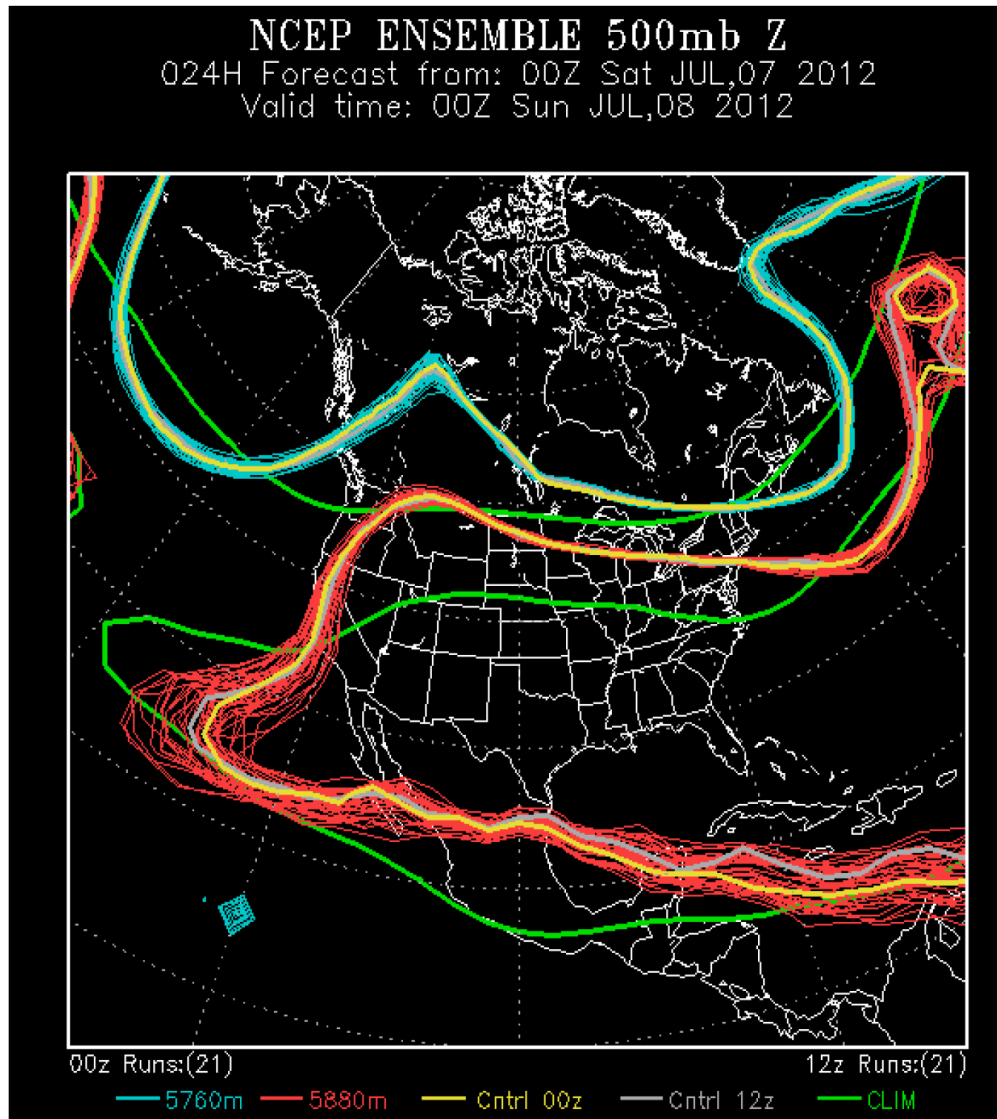 NCEP ENSEMBLE 500mb Z
024H Forecast from: 00Z Sat JUL,07 2012
Valid time: 00Z Sun JUL,08 2012
00z Runs:(21) 12z Runs:(21)
5760m 5880m Cntrl 00z Cntrl 12z CLIM